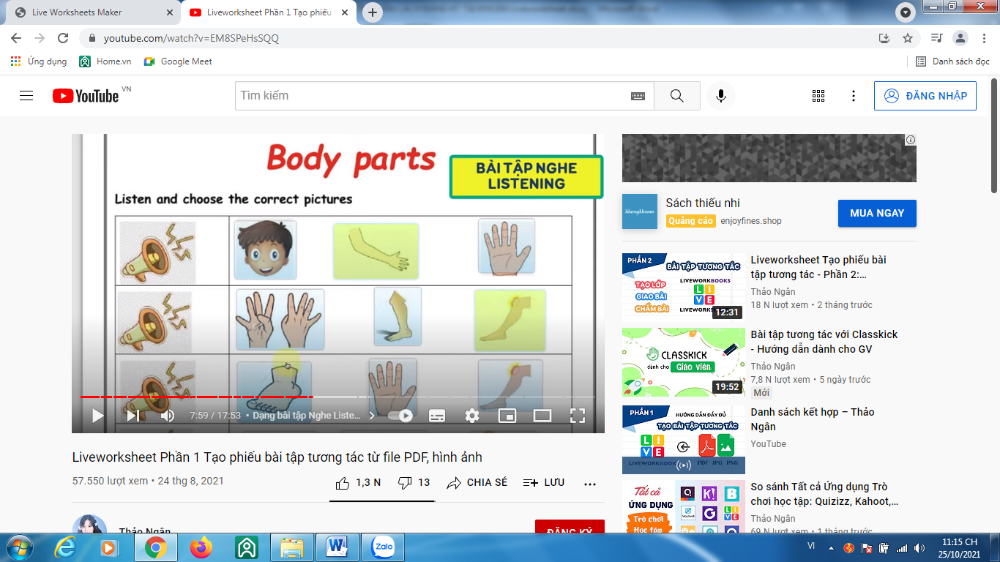 Live Worksheets Maker
Liveworksheet Phần 1 Tạo phiếu
youtube.com/watch?v=EM8SPeHsSQQ
Ứng dụng
Home.vn
Google Meet
Danh sách đọc
YouTube VN
Tìm kiếm
ĐĂNG NHẬP
Body parts
BÀI TẬP NGHE
LISTENING
Listen and choose the correct pictures
7:59 / 17:53 • Dạng bài tập Nghe Liste...
Liveworksheet Phần 1 Tạo phiếu bài tập tương tác từ file PDF, hình ảnh
57.550 lượt xem • 24 thg 8, 2021
1,3 N
13
CHIA SẺ
LƯU
Thảo Ngân
ĐĂNG KÝ
Sách thiếu nhi
Quảng cáo enjoyfines.shop
MUA NGAY
PHẦN 2
BÀI TẬP TƯƠNG TÁC
TẠO LỚP
GIAO BÀI
CHẤM BÀI
LIVEWORKBOOKS
LIVE
12:31
Liveworksheet Tạo phiếu bài
tập tương tác - Phần 2:...
Thảo Ngân
18 N lượt xem • 2 tháng trước
CLASSKICK
dành cho Giáo viên
19:52
Bài tập tương tác với Classkick
- Hướng dẫn dành cho GV
Thảo Ngân
7,8 N lượt xem • 5 ngày trước
Mới
PHẦN 1
HƯỚNG DẪN ĐẦY ĐỦ
TẠO BÀI TẬP TƯƠNG TÁC
LIVE
PDF JPG PNG
Danh sách kết hợp – Thảo
Ngân
YouTube
Tất cả
ỨNG DỤNG
Trò chơi
Học tập
So sánh Tất cả Ứng dụng Trò
chơi học tập: Quizizz, Kahoot,...
Thảo Ngân
69 N lượt xem • 1 tháng trước
Zalo
VI
11:15 CH
25/10/2021